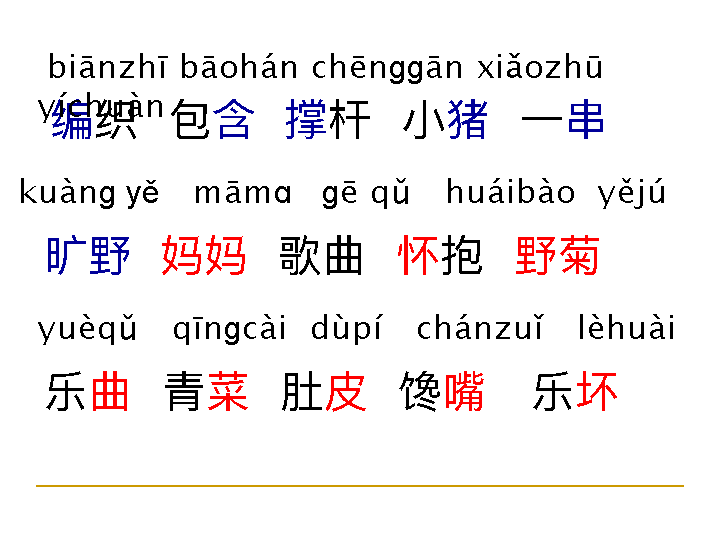 biānzhī bāohán chēnggān xiǎozhū
yíchuàn
编织 包含 撑杆 小猪 一串
kuàng yě māmɑ gē qǔ huáibào yějú
旷野 妈妈 歌曲 怀抱 野菊
yuèqǔ qīngcài dùpí chánzuǐ lèhuài
乐曲 青菜 肚皮 馋嘴 乐坏